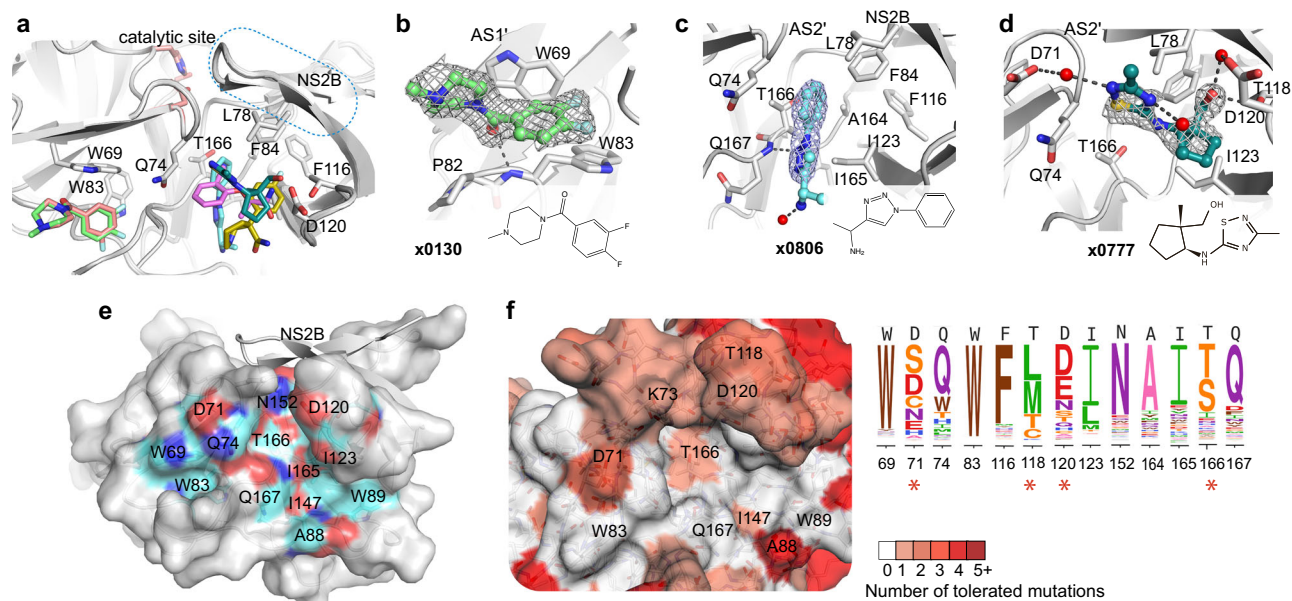 a
catalytic site
NS2B
L78
T166
F84
W69
Q74
F116
W83
D120
b
AS1'
W69
P82
W83
x0130
N
N
O
F
F
c
NS2B
AS2'
L78
F84
Q74
T166
F116
A164
Q167
I123
I165
N
N
N
NH₂
x0806
d
AS2'
L78
D71
T118
D120
Q74
T166
I123
OH
S
N
N
N
H
x0777
e
NS2B
D71
N152
D120
Q74
T166
W69
I165
I123
W83
Q167
I147
W89
A88
f
T118
K73
D120
D71
T166
W83
Q167
I147
W89
A88
W D Q W F T D I N A I T Q
W S Q W F L D I N A I T Q
D W M E L S
C T N
N C
E
69 71 74 83 116 118 120 123 152 164 165 166 167
* * * *
0 1 2 3 4 5+
Number of tolerated mutations